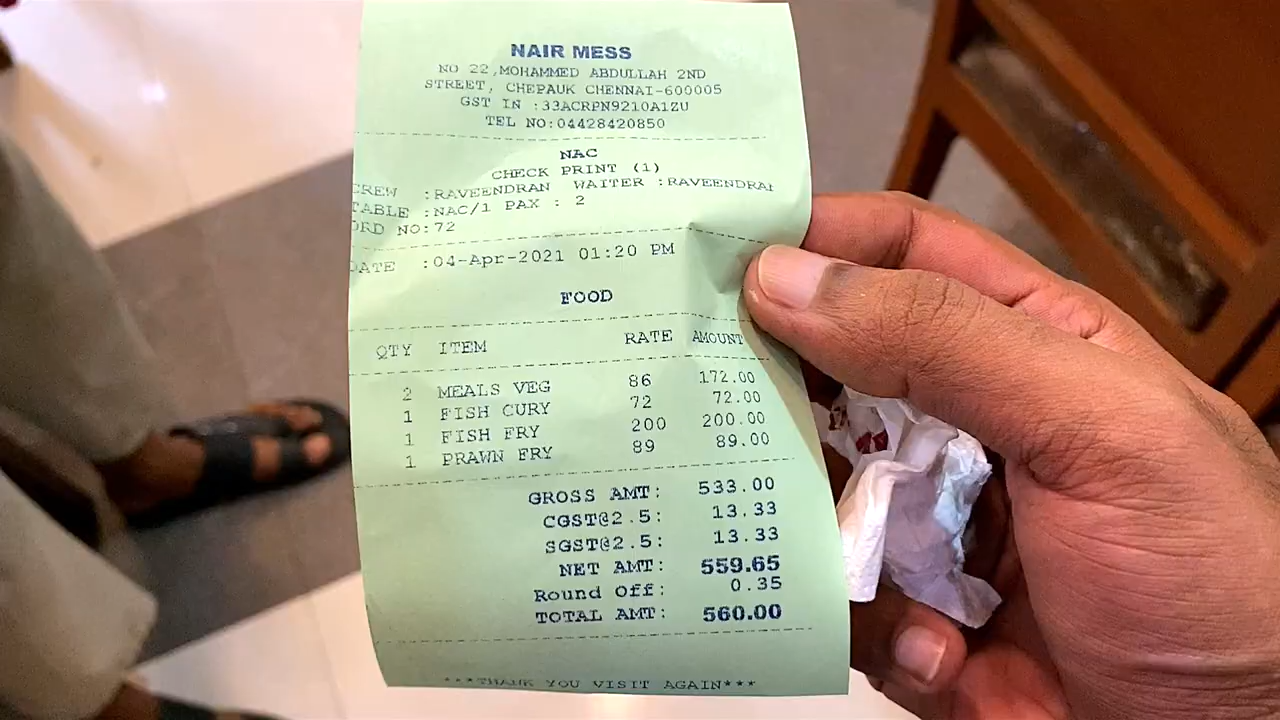 NAIR MESS
NO 22,MOHAMMED ABDULLAH 2ND
STREET, CHEPAUK CHENNAI-600005
GST IN :33ACRPN9210A1ZU
TEL NO:04428420850
NAC
CHECK PRINT (1)
CREW :RAVEENDRAN WAITER :RAVEENDRAN
TABLE :NAC/1 PAX : 2
ORD NO:72
DATE :04-Apr-2021 01:20 PM
FOOD
QTY ITEM RATE AMOUNT
2 MEALS VEG 86 172.00
1 FISH CURY 72 72.00
1 FISH FRY 200 200.00
1 PRAWN FRY 89 89.00
GROSS AMT: 533.00
CGST@2.5: 13.33
SGST@2.5: 13.33
NET AMT: 559.65
Round Off: 0.35
TOTAL AMT: 560.00
***THANK YOU VISIT AGAIN***